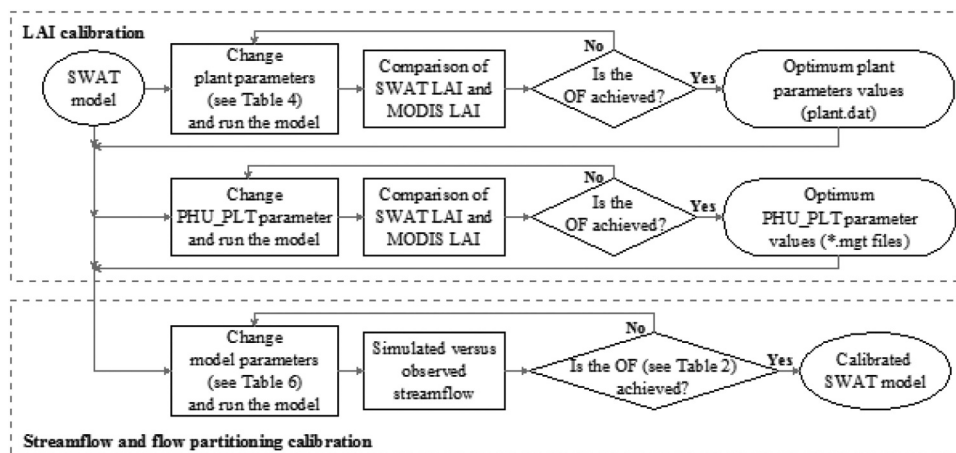 LAI calibration
SWAT
model
Change
plant parameters
(see Table 4)
and run the model
Comparison of
SWAT LAI and
MODIS LAI
No
Is the
OF achieved?
Yes
Optimum plant
parameters values
(plant.dat)
Change
PHU_PLT parameter
and run the model
Comparison of
SWAT LAI and
MODIS LAI
No
Is the
OF achieved?
Yes
Optimum
PHU_PLT parameter
values (*.mgt files)
Change
model parameters
(see Table 6)
and run the model
Simulated versus
observed
streamflow
No
Is the OF (see Table 2)
achieved?
Yes
Calibrated
SWAT model
Streamflow and flow partitioning calibration